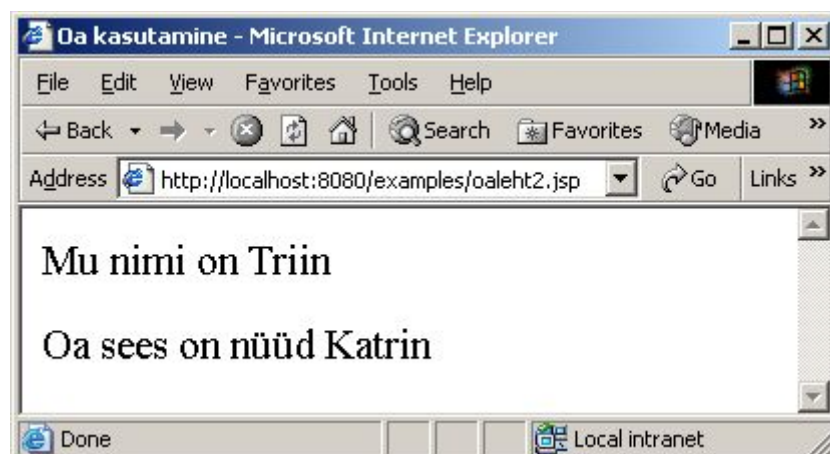 Oa kasutamine - Microsoft Internet Explorer
File Edit View Favorites Tools Help
Back Search Favorites Media »
Address http://localhost:8080/examples/oaleht2.jsp Go Links »
Mu nimi on Triin
Oa sees on nüüd Katrin
Done Local intranet